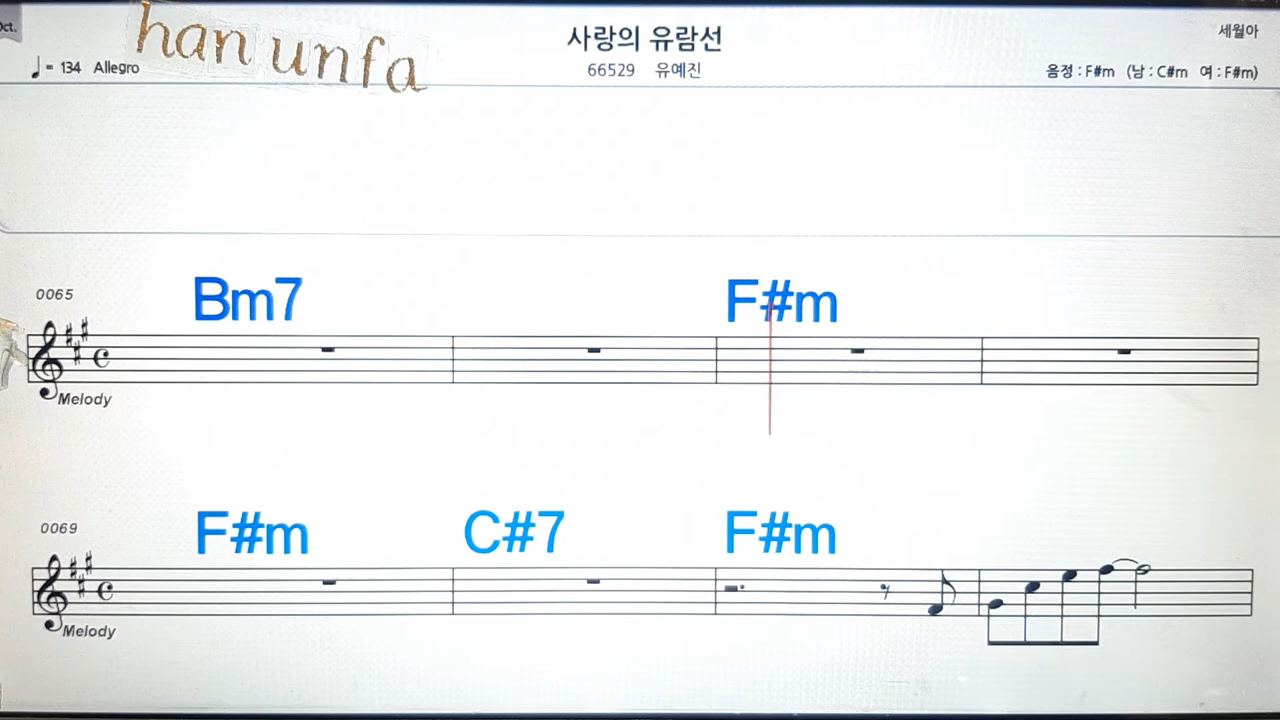 Oct.
han unfa
사랑의 유람선
세월아
♩= 134 Allegro
66529 유예진
음정 : F#m (남 : C#m 여 : F#m)
0065
Bm7 F#m
Melody
0069
F#m C#7 F#m
Melody